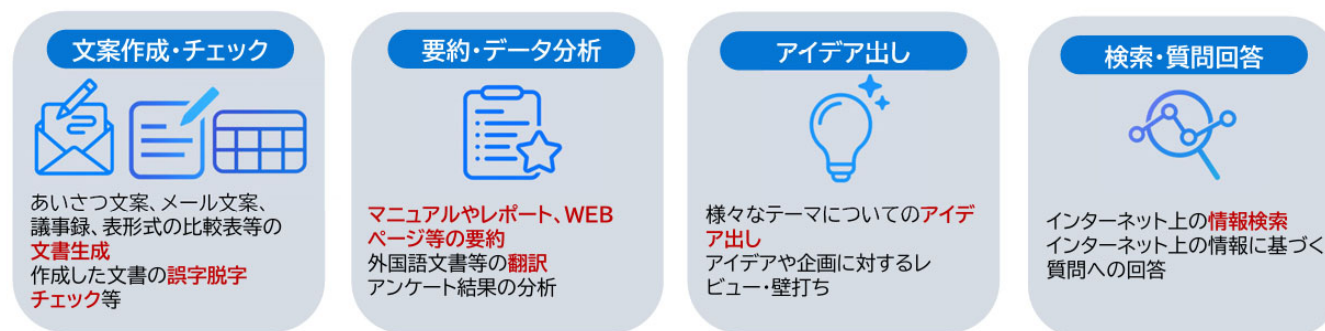 文案作成・チェック
あいさつ文案、メール文案、
議事録、表形式の比較表等の
文書生成
作成した文書の誤字脱字
チェック等
要約・データ分析
マニュアルやレポート、WEB
ページ等の要約
外国語文書等の翻訳
アンケート結果の分析
アイデア出し
様々なテーマについてのアイデ
ア出し
アイデアや企画に対するレ
ビュー・壁打ち
検索・質問回答
インターネット上の情報検索
インターネット上の情報に基づく
質問への回答